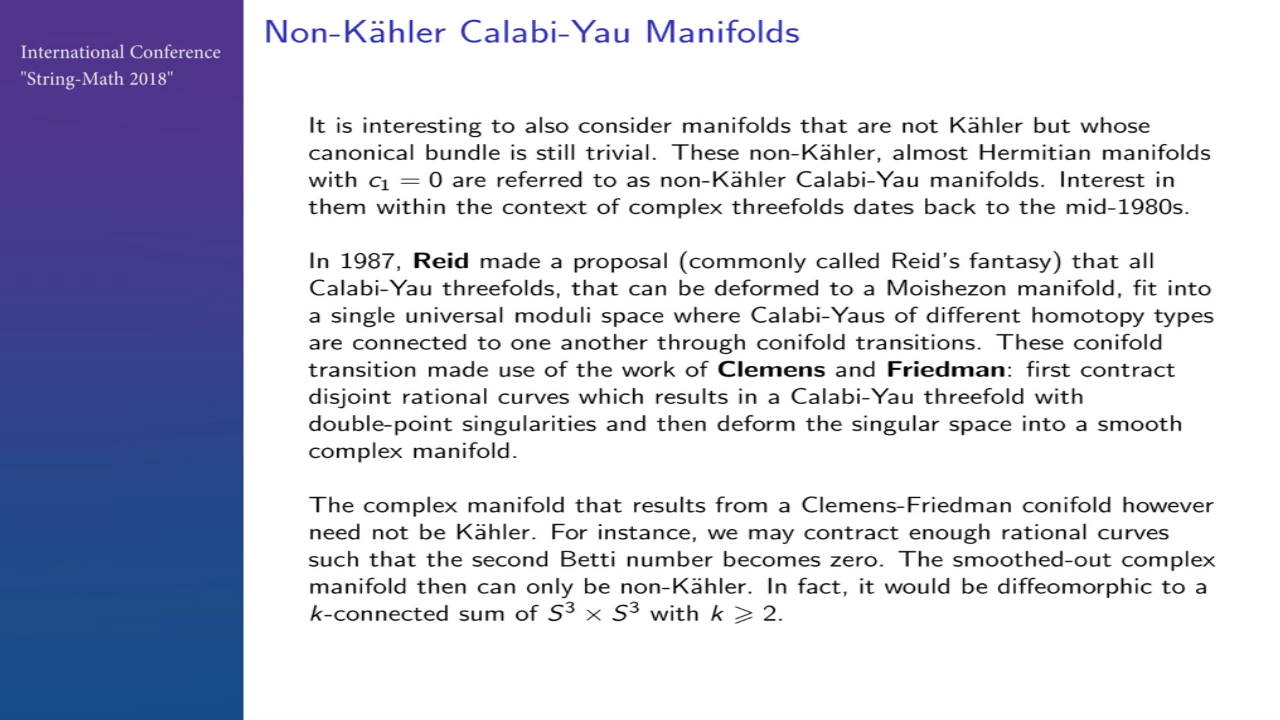 International Conference
"String-Math 2018"
Non-Kähler Calabi-Yau Manifolds
It is interesting to also consider manifolds that are not Kähler but whose
canonical bundle is still trivial. These non-Kähler, almost Hermitian manifolds
with c₁ = 0 are referred to as non-Kähler Calabi-Yau manifolds. Interest in
them within the context of complex threefolds dates back to the mid-1980s.
In 1987, Reid made a proposal (commonly called Reid's fantasy) that all
Calabi-Yau threefolds, that can be deformed to a Moishezon manifold, fit into
a single universal moduli space where Calabi-Yaus of different homotopy types
are connected to one another through conifold transitions. These conifold
transition made use of the work of Clemens and Friedman: first contract
disjoint rational curves which results in a Calabi-Yau threefold with
double-point singularities and then deform the singular space into a smooth
complex manifold.
The complex manifold that results from a Clemens-Friedman conifold however
need not be Kähler. For instance, we may contract enough rational curves
such that the second Betti number becomes zero. The smoothed-out complex
manifold then can only be non-Kähler. In fact, it would be diffeomorphic to a
k-connected sum of S³ × S³ with k ⩾ 2.